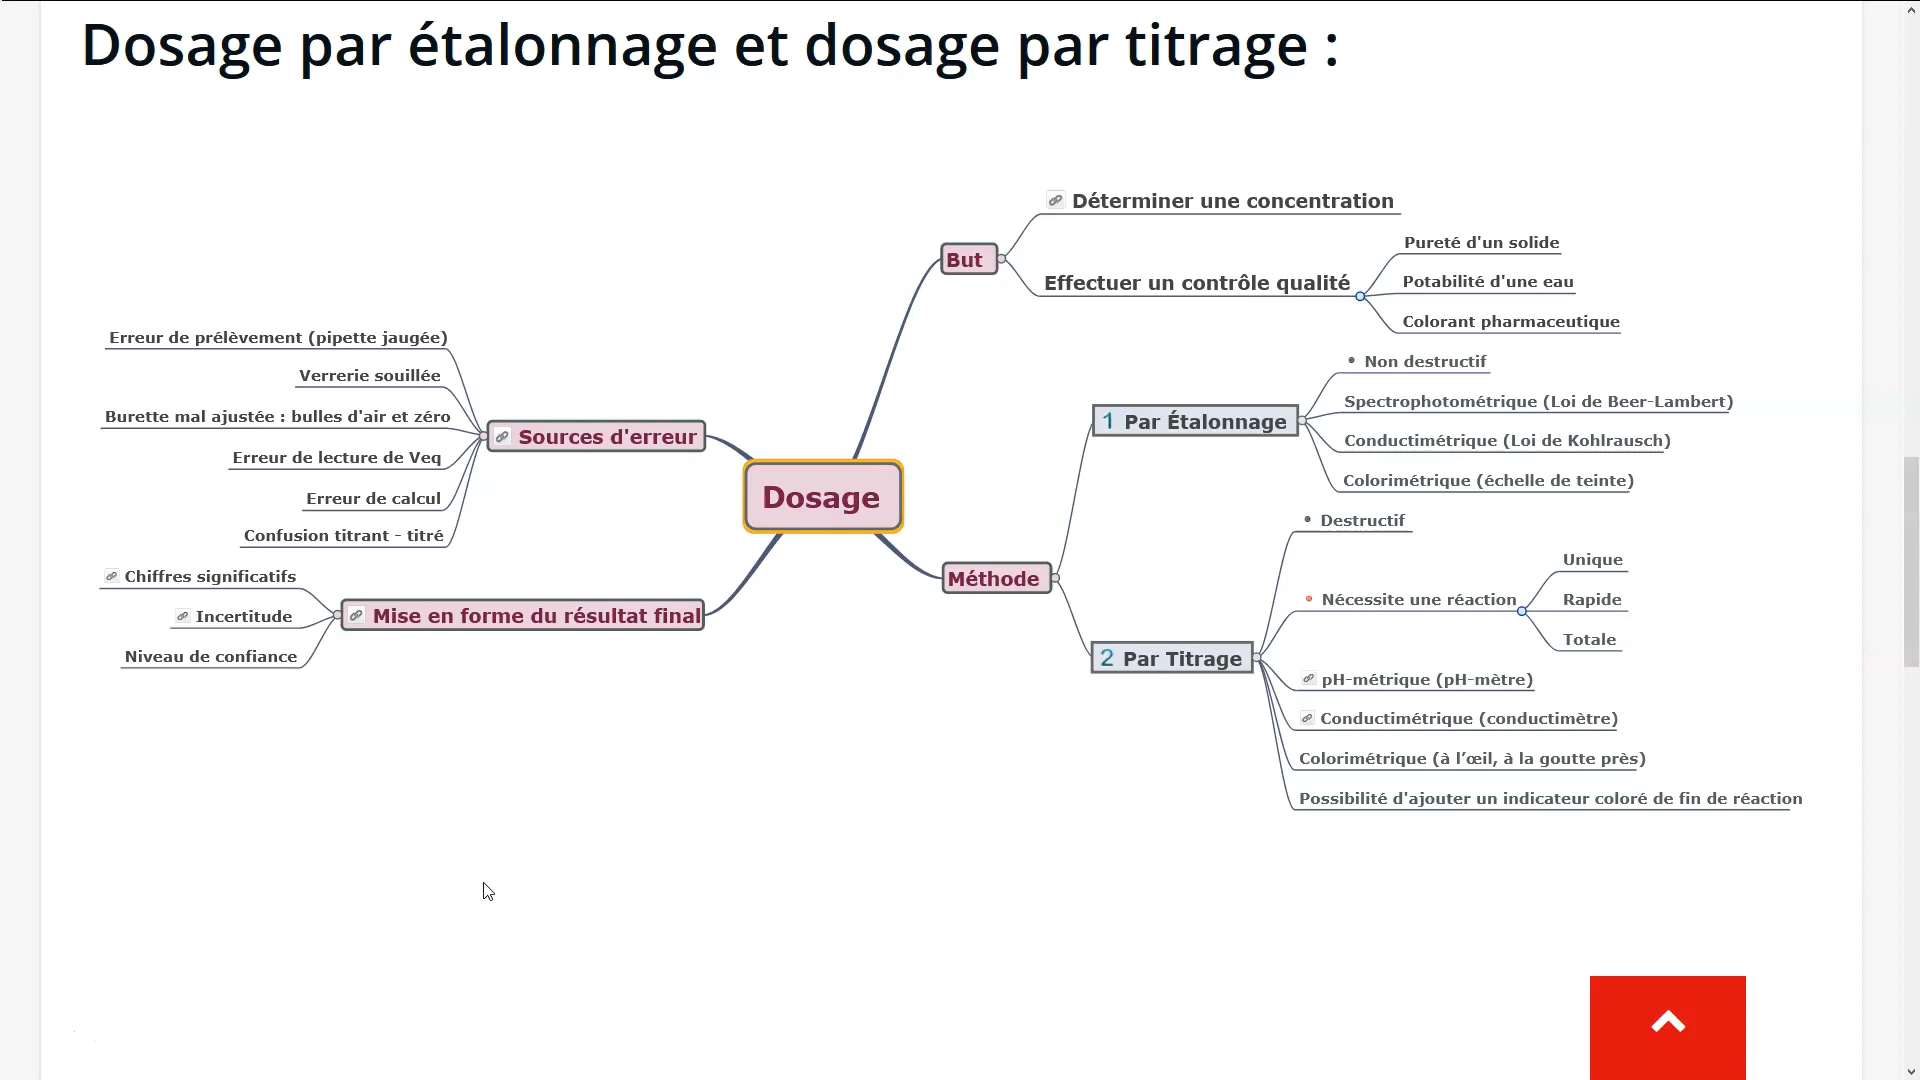 Dosage par étalonnage et dosage par titrage :
Déterminer une concentration
But
Effectuer un contrôle qualité
Pureté d'un solide
Potabilité d'une eau
Colorant pharmaceutique
Erreur de prélèvement (pipette jaugée)
Verrerie souillée
Burette mal ajustée : bulles d'air et zéro
Erreur de lecture de Veq
Erreur de calcul
Confusion titrant - titré
Sources d'erreur
Dosage
Chiffres significatifs
Incertitude
Niveau de confiance
Mise en forme du résultat final
Méthode
1 Par Étalonnage
• Non destructif
Spectrophotométrique (Loi de Beer-Lambert)
Conductimétrique (Loi de Kohlrausch)
Colorimétrique (échelle de teinte)
2 Par Titrage
• Destructif
Nécessite une réaction
Unique
Rapide
Totale
pH-métrique (pH-mètre)
Conductimétrique (conductimètre)
Colorimétrique (à l’œil, à la goutte près)
Possibilité d'ajouter un indicateur coloré de fin de réaction